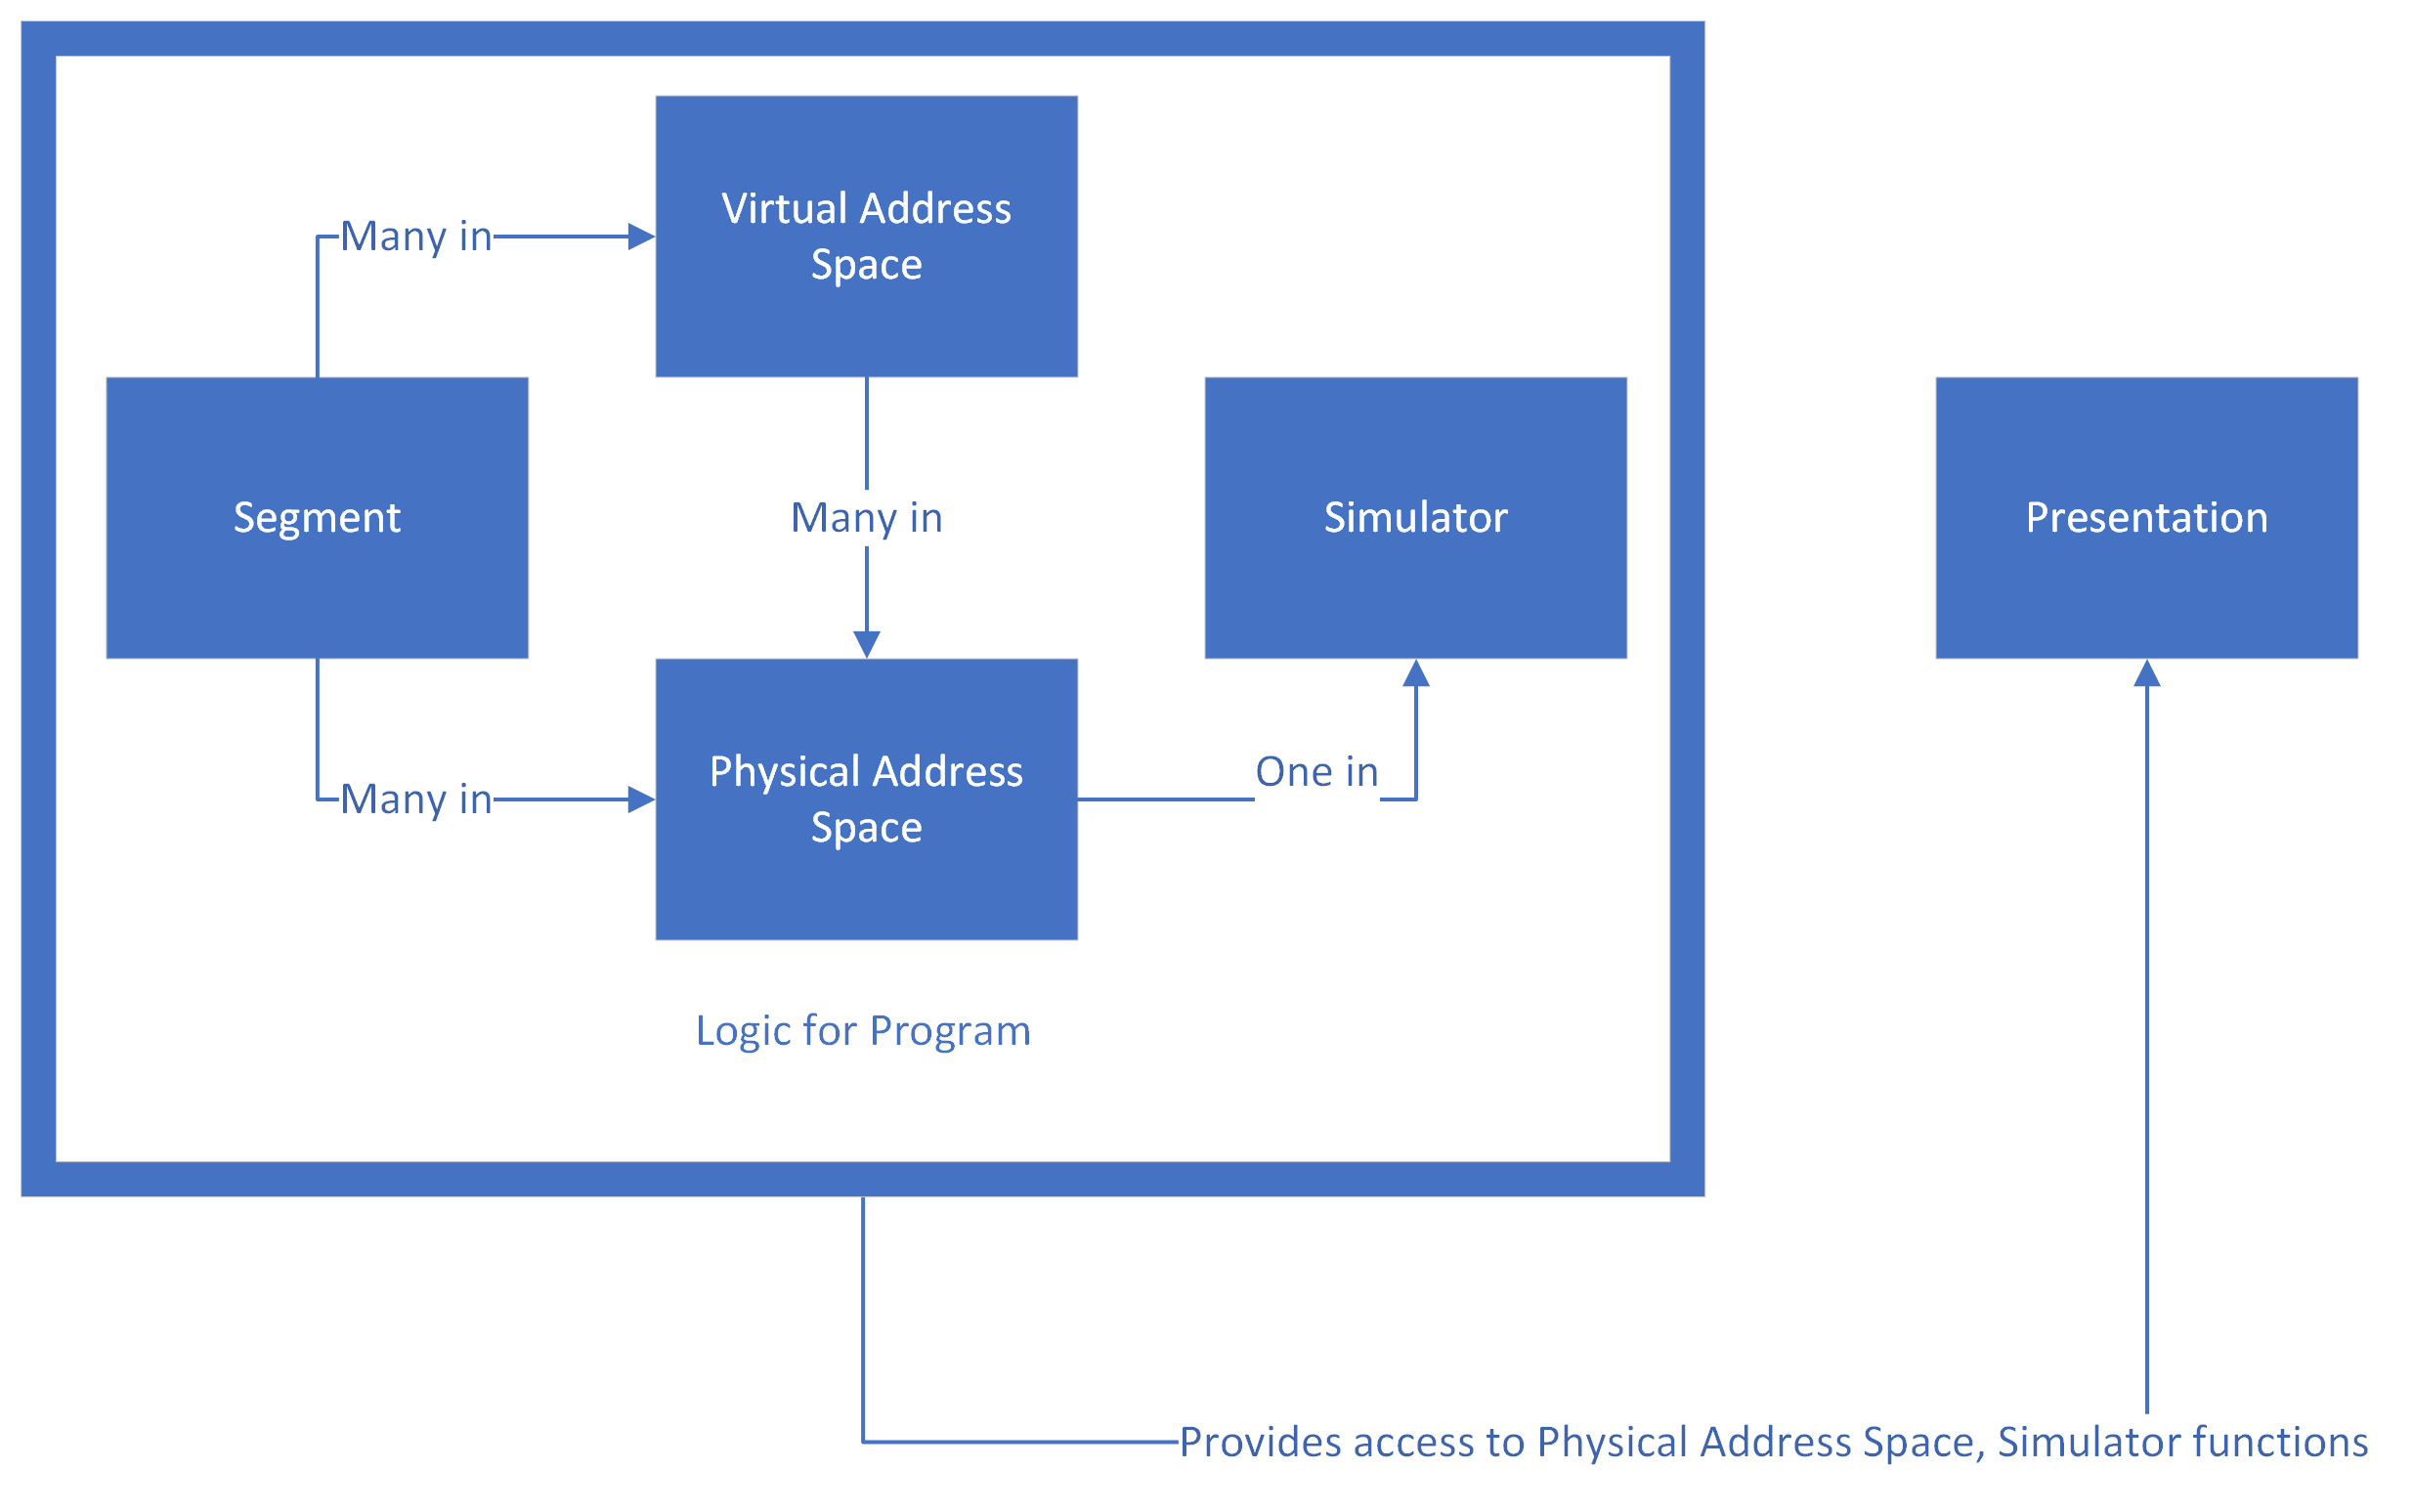 Virtual Address
Space
Many in
Segment
Many in
Simulator
Presentation
Many in
Physical Address
Space
One in
Logic for Program
Provides access to Physical Address Space, Simulator functions